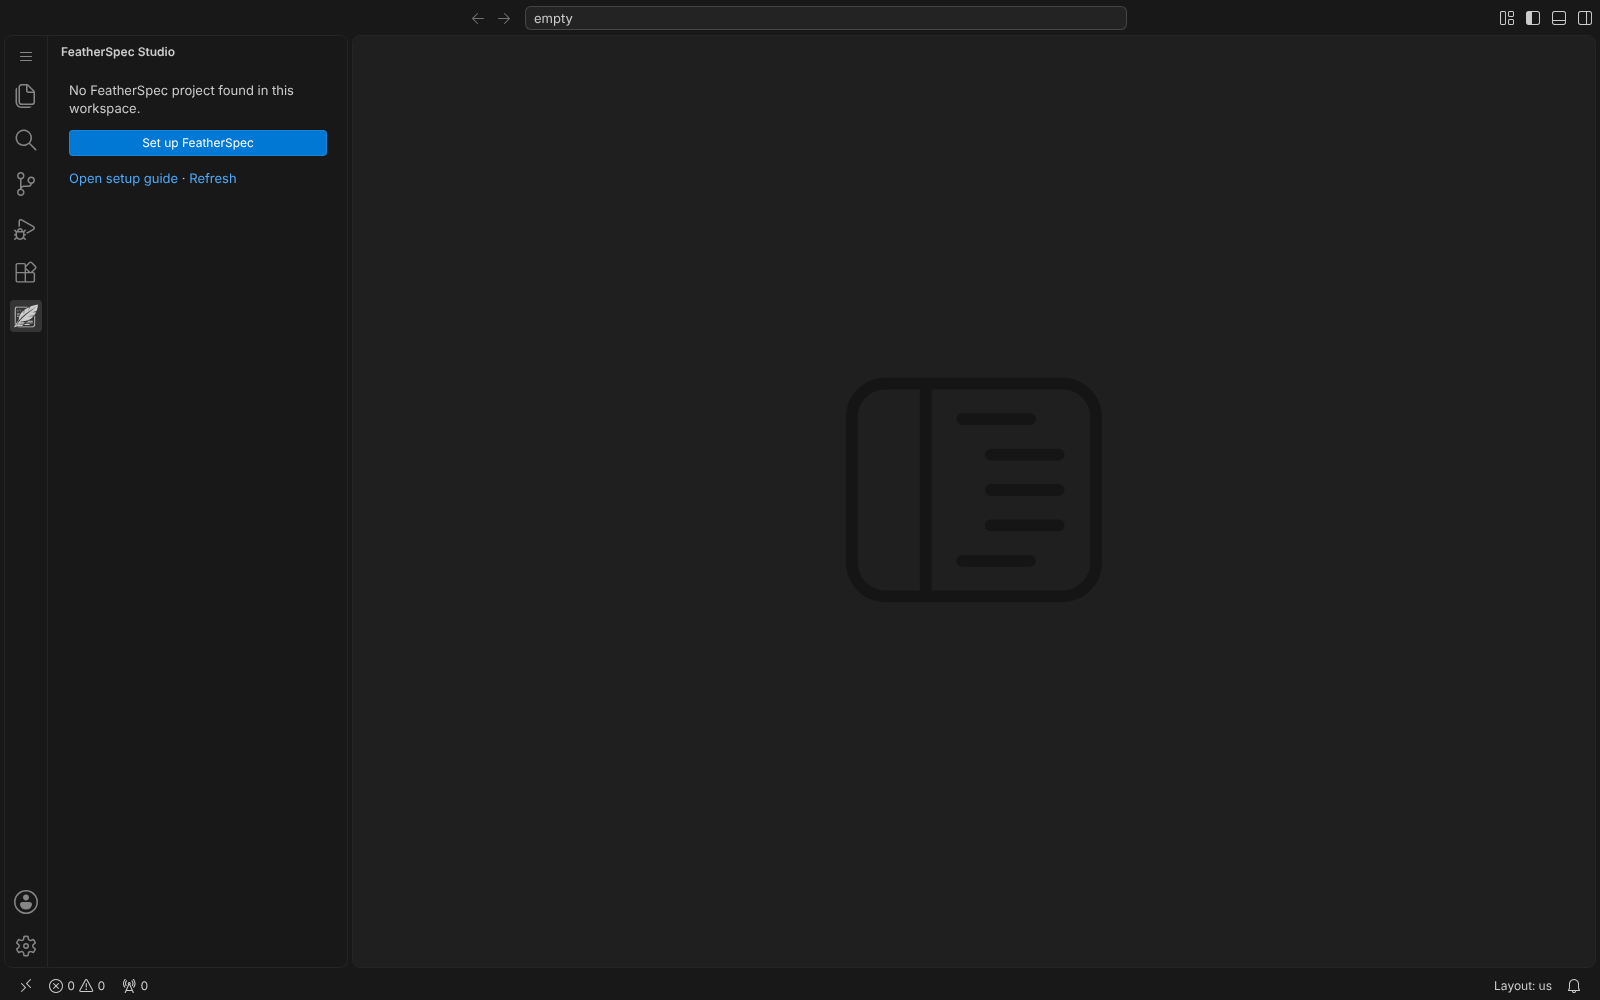 empty
FeatherSpec Studio
No FeatherSpec project found in this
workspace.
Set up FeatherSpec
Open setup guide · Refresh
0 0 0
Layout: us